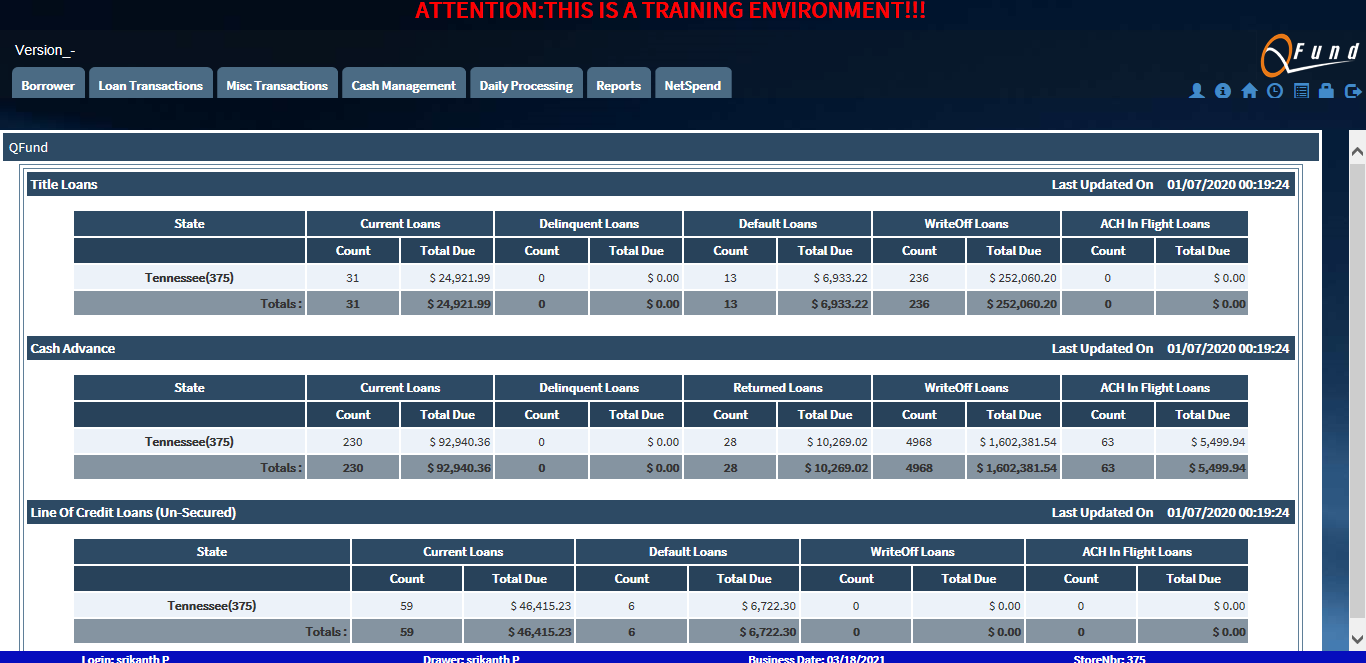 ATTENTION:THIS IS A TRAINING ENVIRONMENT!!!
Version_-
QFund
Borrower Loan Transactions Misc Transactions Cash Management Daily Processing Reports NetSpend
QFund
Title Loans Last Updated On 01/07/2020 00:19:24
State Current Loans Delinquent Loans Default Loans WriteOff Loans ACH In Flight Loans
Count Total Due Count Total Due Count Total Due Count Total Due Count Total Due
Tennessee(375) 31 $ 24,921.99 0 $ 0.00 13 $ 6,933.22 236 $ 252,060.20 0 $ 0.00
Totals : 31 $ 24,921.99 0 $ 0.00 13 $ 6,933.22 236 $ 252,060.20 0 $ 0.00
Cash Advance Last Updated On 01/07/2020 00:19:24
State Current Loans Delinquent Loans Returned Loans WriteOff Loans ACH In Flight Loans
Count Total Due Count Total Due Count Total Due Count Total Due Count Total Due
Tennessee(375) 230 $ 92,940.36 0 $ 0.00 28 $ 10,269.02 4968 $ 1,602,381.54 63 $ 5,499.94
Totals : 230 $ 92,940.36 0 $ 0.00 28 $ 10,269.02 4968 $ 1,602,381.54 63 $ 5,499.94
Line Of Credit Loans (Un-Secured) Last Updated On 01/07/2020 00:19:24
State Current Loans Default Loans WriteOff Loans ACH In Flight Loans
Count Total Due Count Total Due Count Total Due Count Total Due
Tennessee(375) 59 $ 46,415.23 6 $ 6,722.30 0 $ 0.00 0 $ 0.00
Totals : 59 $ 46,415.23 6 $ 6,722.30 0 $ 0.00 0 $ 0.00
Login: srikanth P Drawer: srikanth P Business Date: 03/18/2021 StoreNbr: 375